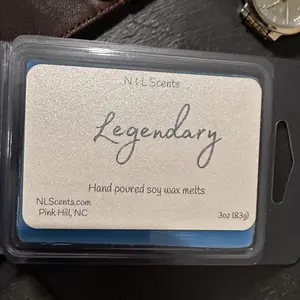 N I L Scents
Legendary
Hand poured soy wax melts
NLScents.com
Pink Hill, NC
3oz (83g)